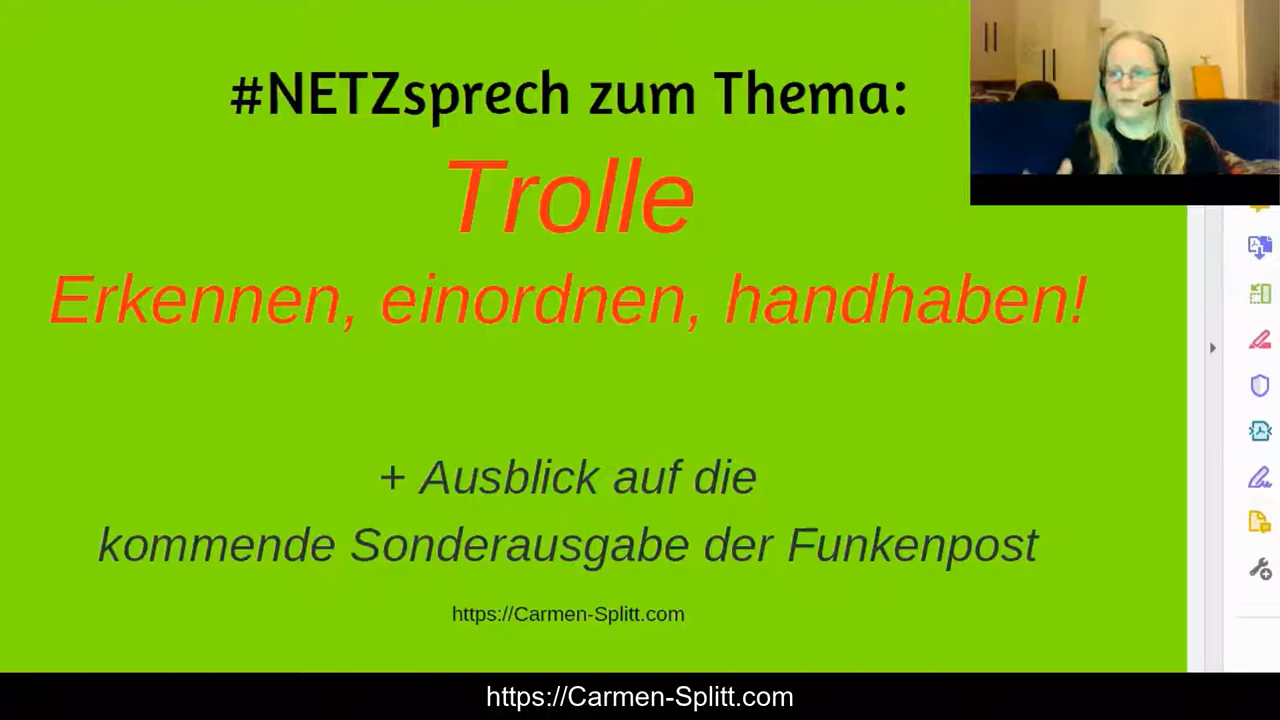 #NETZsprech zum Thema:
Trolle
Erkennen, einordnen, handhaben!
+ Ausblick auf die
kommende Sonderausgabe der Funkenpost
https://Carmen-Splitt.com
https://Carmen-Splitt.com